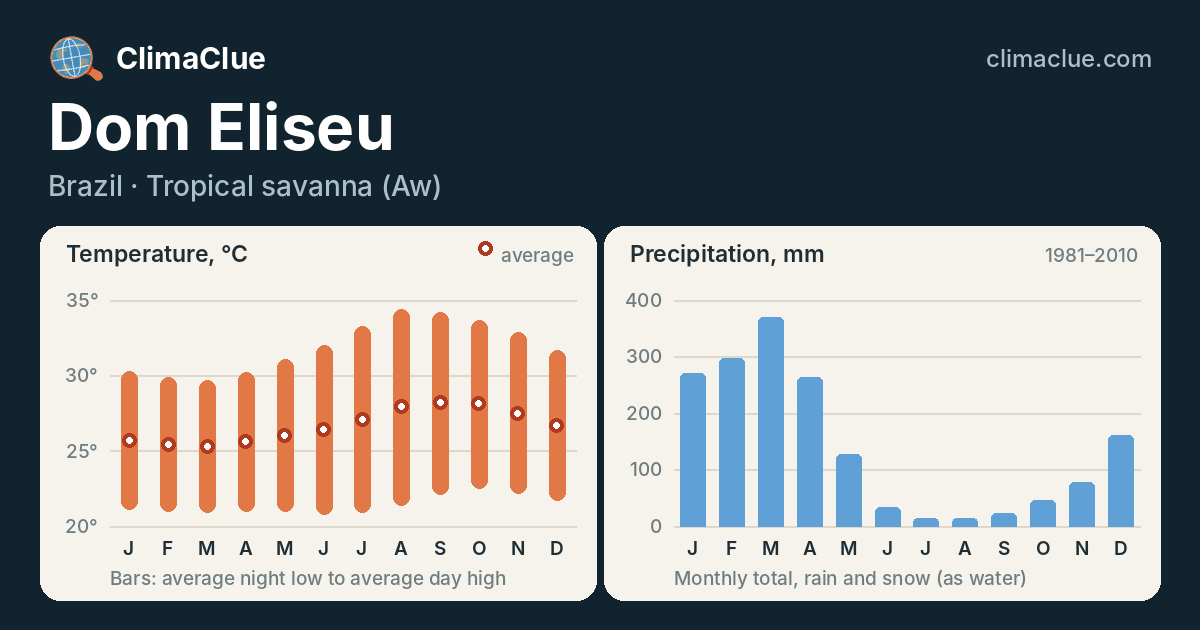 ClimaClue
climaclue.com
Dom Eliseu
Brazil · Tropical savanna (Aw)
Temperature, °C
average
35°
30°
25°
20°
J F M A M J J A S O N D
Bars: average night low to average day high
Precipitation, mm
1981–2010
400
300
200
100
0
J F M A M J J A S O N D
Monthly total, rain and snow (as water)